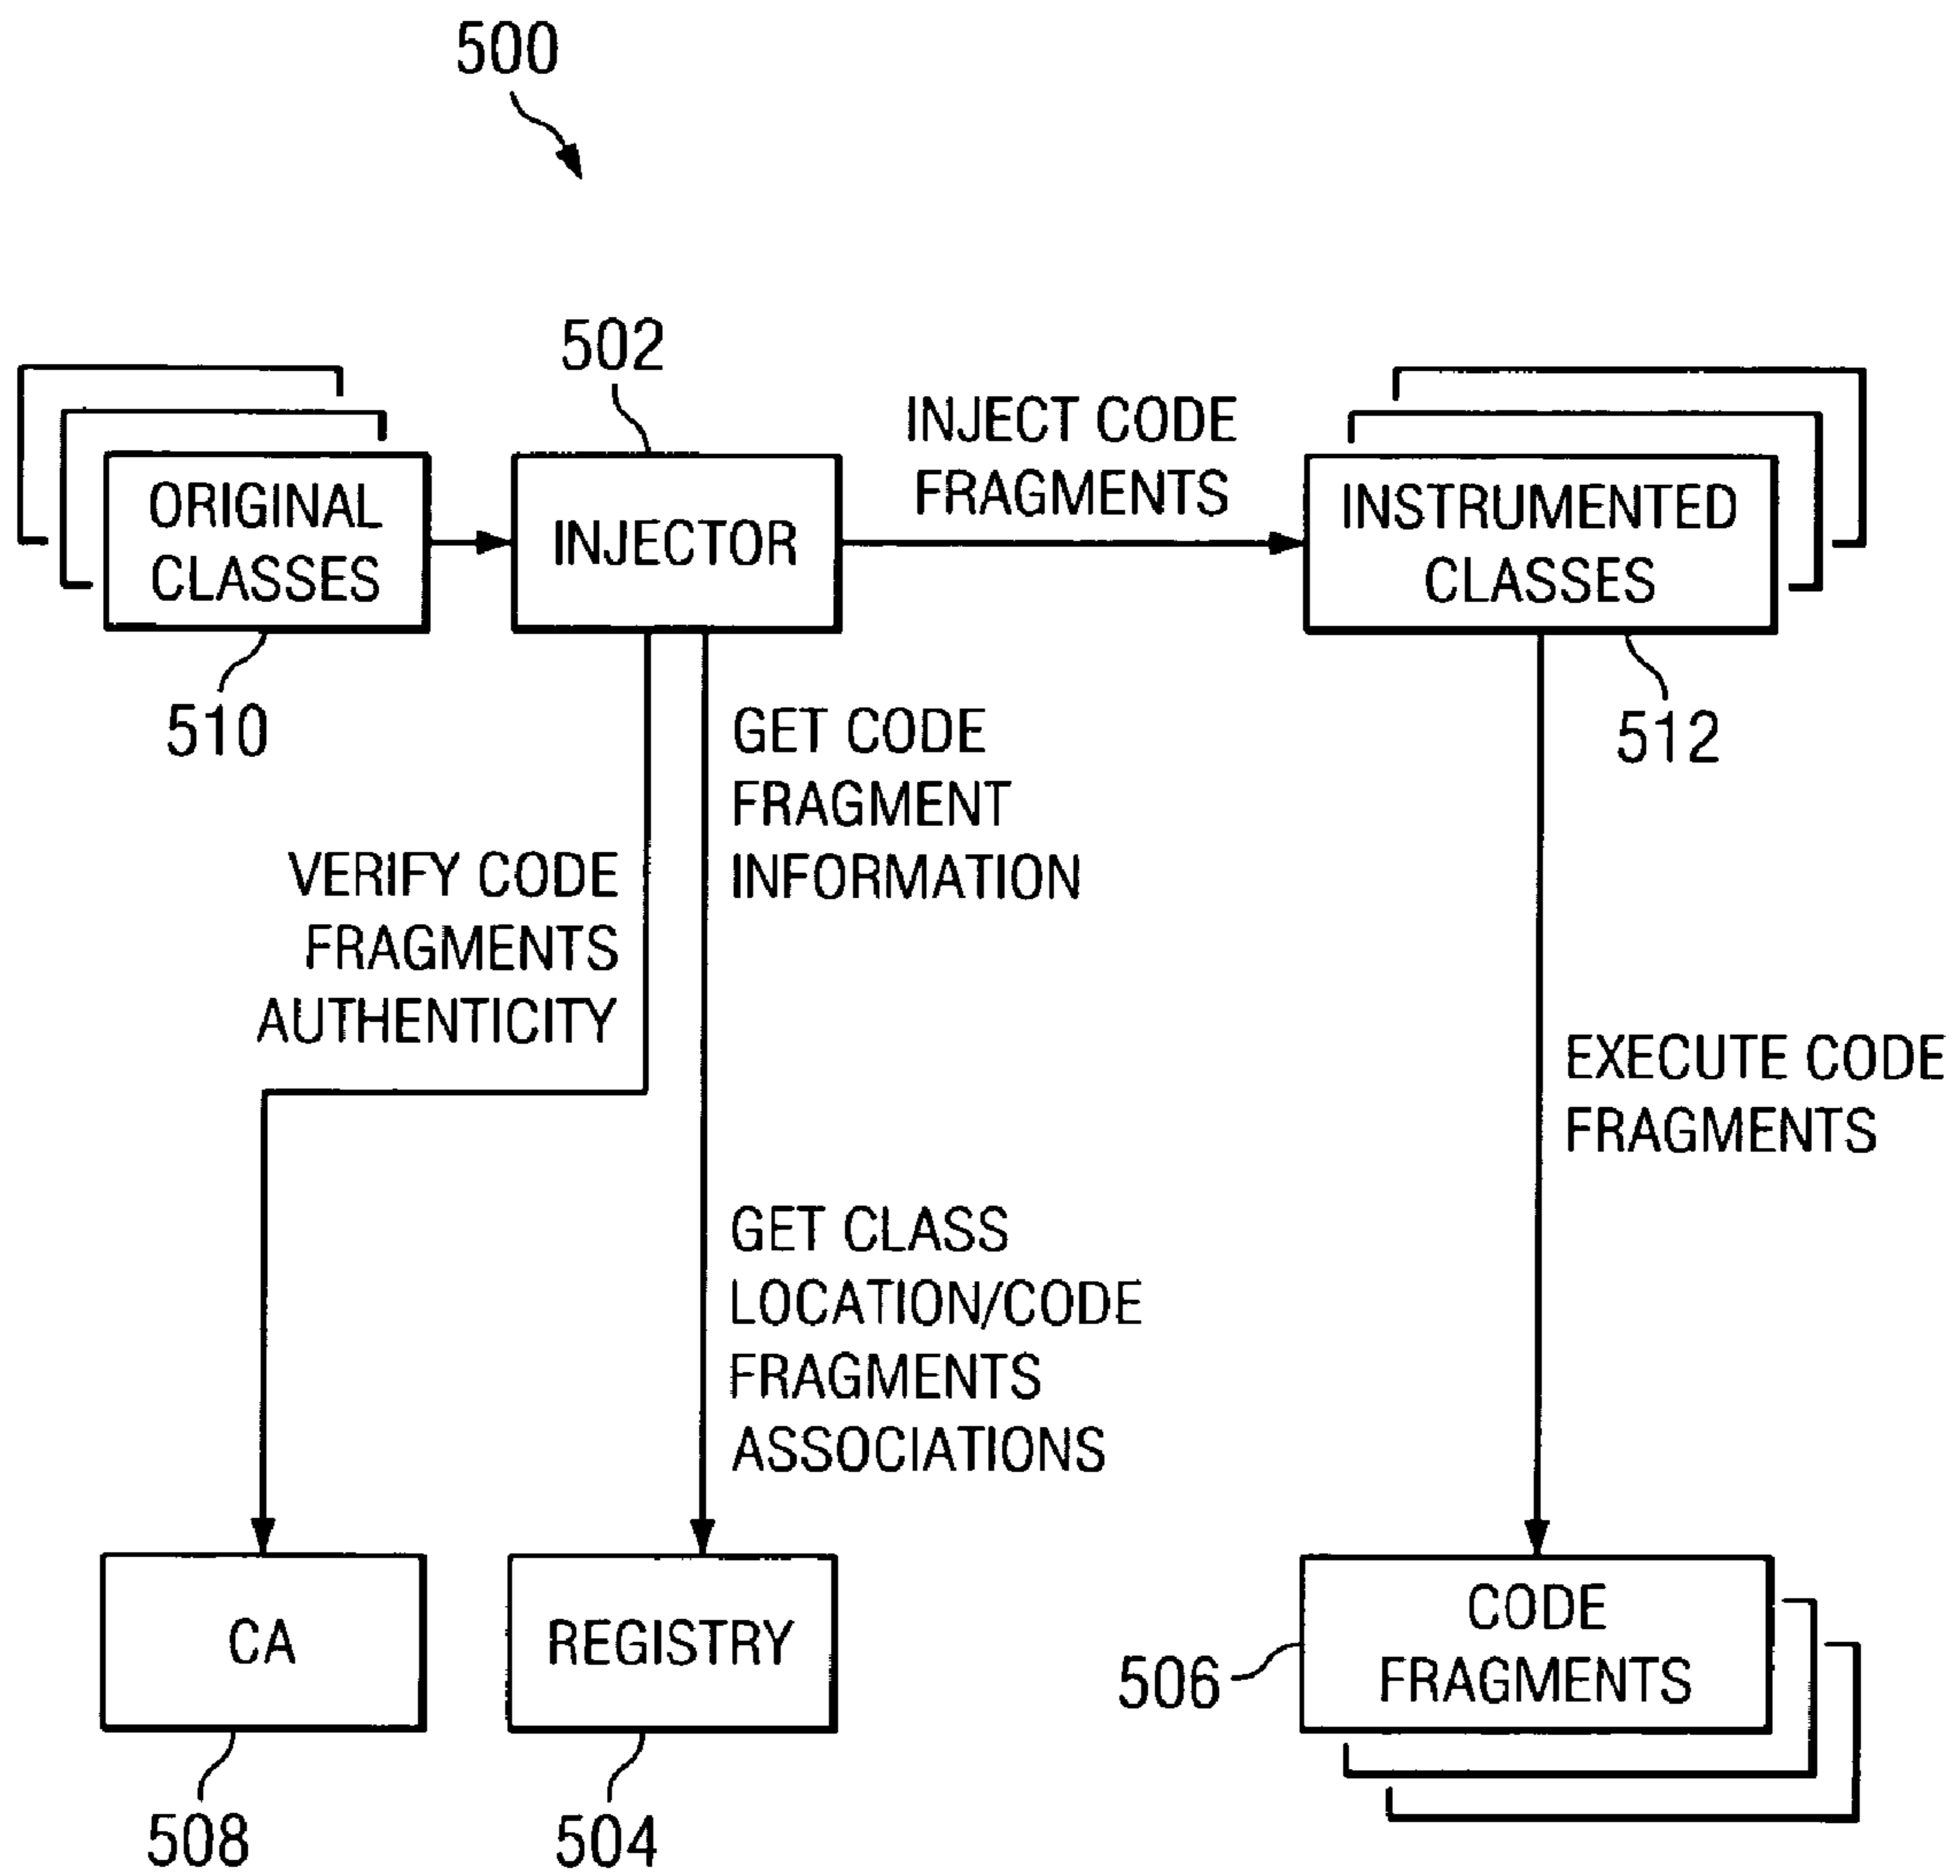 500
502
INJECT CODE
FRAGMENTS
ORIGINAL
CLASSES
INJECTOR
INSTRUMENTED
CLASSES
510
512
GET CODE
FRAGMENT
INFORMATION
VERIFY CODE
FRAGMENTS
AUTHENTICITY
EXECUTE CODE
FRAGMENTS
GET CLASS
LOCATION/CODE
FRAGMENTS
ASSOCIATIONS
CA
REGISTRY
CODE
FRAGMENTS
506
508
504